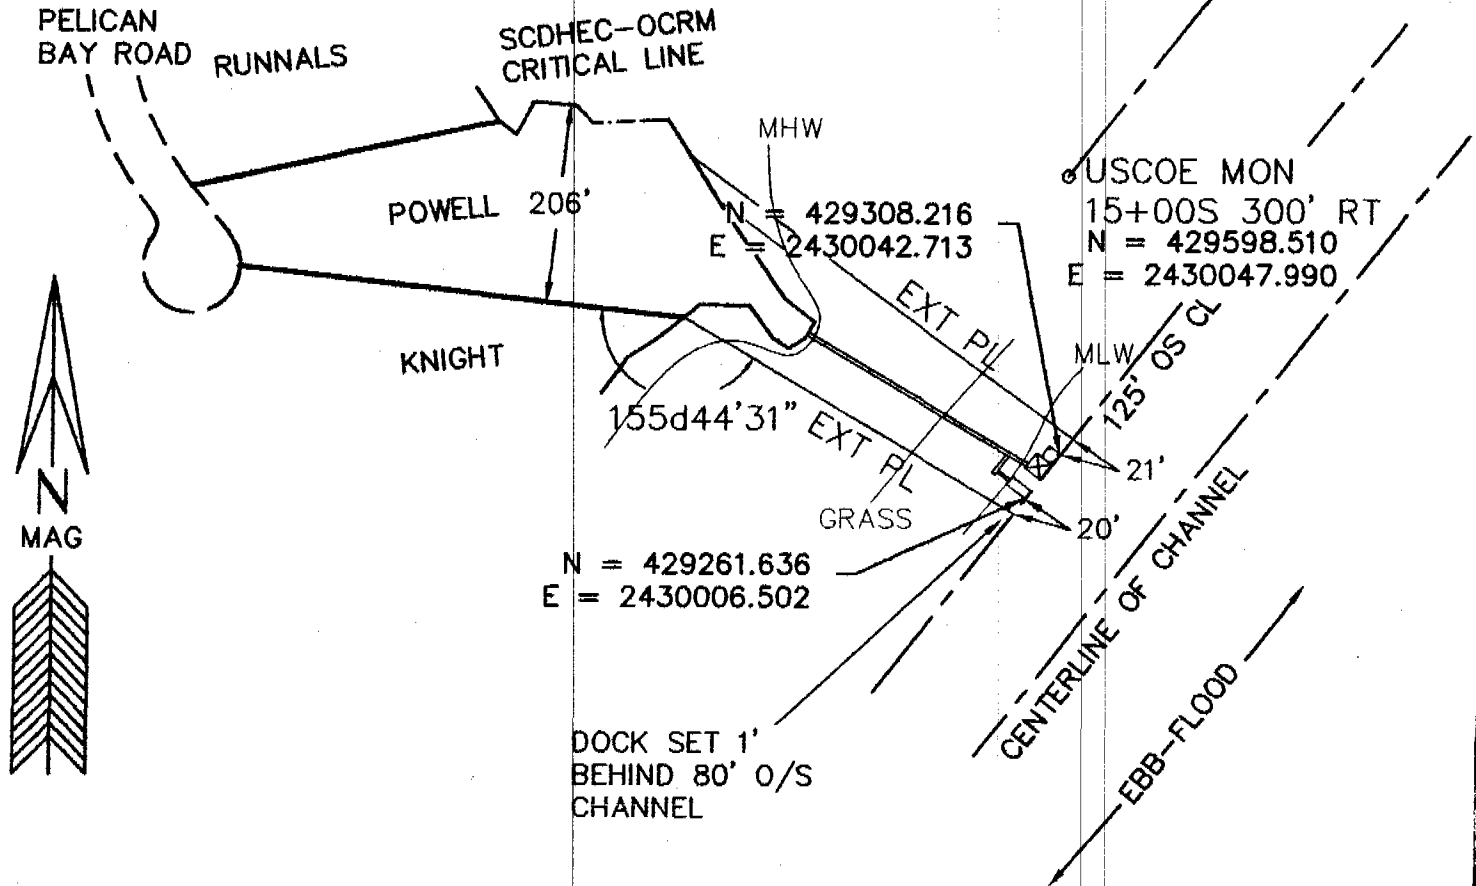 PELICAN
BAY ROAD
RUNNALS
SCDHEC-OCRM
CRITICAL LINE
MHW
USCOE MON
15+00S 300' RT
N = 429598.510
E = 2430047.990
POWELL 206'
N = 429308.216
E = 2430042.713
EXT PL
KNIGHT
MLW
125' OS CL
155d44'31"
EXT PL
21'
GRASS
20'
N
MAG
N = 429261.636
E = 2430006.502
CENTERLINE OF CHANNEL
EBB-FLOOD
DOCK SET 1'
BEHIND 80' O/S
CHANNEL